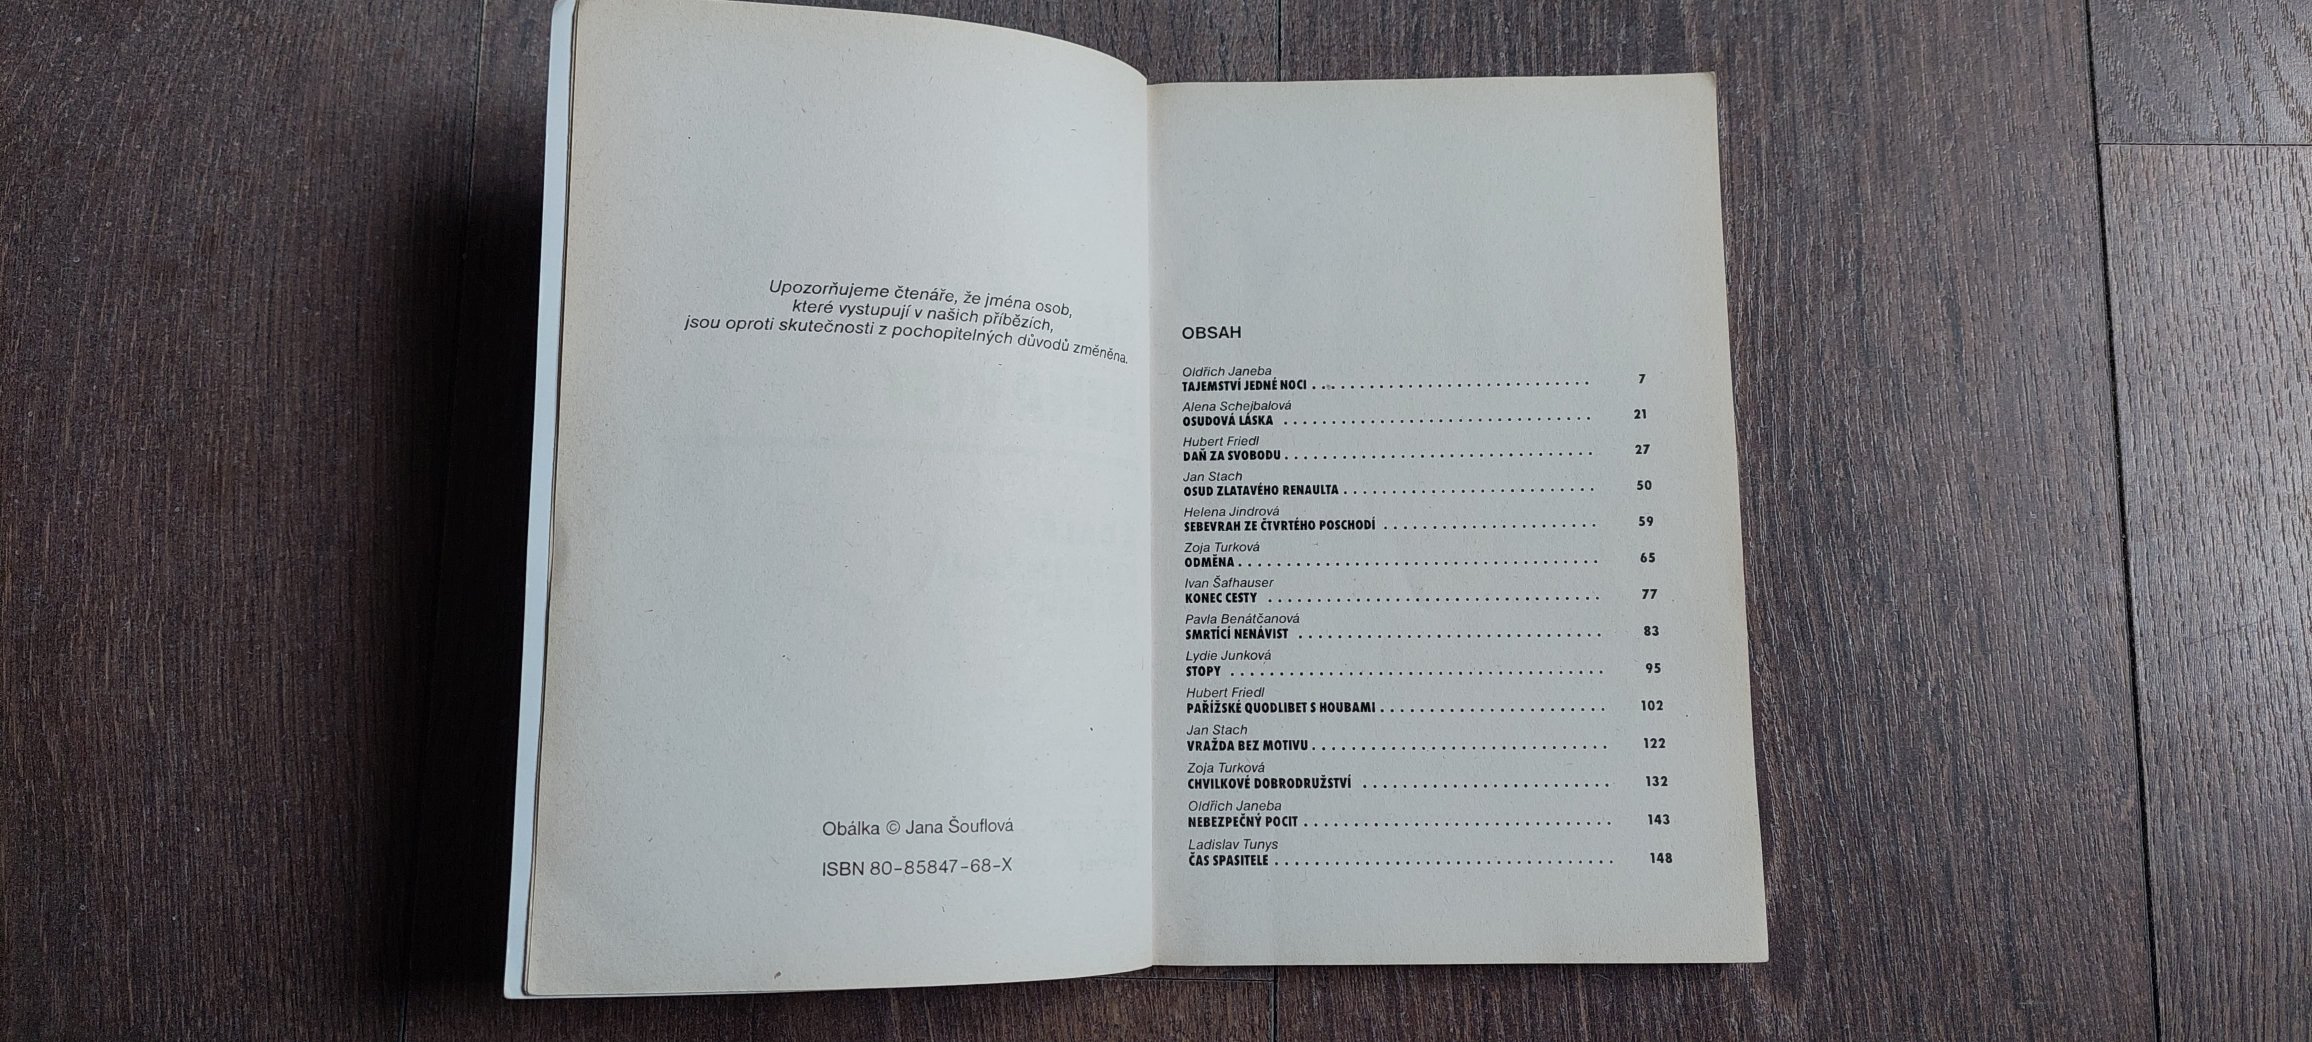 Upozorňujeme čtenáře, že jména osob,
které vystupují v našich příbězích,
jsou oproti skutečnosti z pochopitelných důvodů změněna.
Obálka © Jana Šouflová
ISBN 80-85847-68-X
OBSAH
Oldřich Janeba
TAJEMSTVÍ JEDNÉ NOCI . . . . . . . . . . . . . . . . . . . . . . . . . . . . . 7
Alena Schejbalová
OSUDOVÁ LÁSKA . . . . . . . . . . . . . . . . . . . . . . . . . . . . . . . . 21
Hubert Friedl
DAŇ ZA SVOBODU . . . . . . . . . . . . . . . . . . . . . . . . . . . . . . . . 27
Jan Stach
OSUD ZLATAVÉHO RENAULTA . . . . . . . . . . . . . . . . . . . . . . . . . . 50
Helena Jindrová
SEBEVRAH ZE ČTVRTÉHO POSCHODÍ . . . . . . . . . . . . . . . . . . . . . . 59
Zoja Turková
ODMĚNA . . . . . . . . . . . . . . . . . . . . . . . . . . . . . . . . . . . . . 65
Ivan Šafhauser
KONEC CESTY . . . . . . . . . . . . . . . . . . . . . . . . . . . . . . . . . . 77
Pavla Benátčanová
SMRTÍCÍ NENÁVIST . . . . . . . . . . . . . . . . . . . . . . . . . . . . . . . 83
Lydie Junková
STOPY . . . . . . . . . . . . . . . . . . . . . . . . . . . . . . . . . . . . . . 95
Hubert Friedl
PAŘÍŽSKÉ QUODLIBET S HOUBAMI . . . . . . . . . . . . . . . . . . . . . . . 102
Jan Stach
VRAŽDA BEZ MOTIVU . . . . . . . . . . . . . . . . . . . . . . . . . . . . . . 122
Zoja Turková
CHVILKOVÉ DOBRODRUŽSTVÍ . . . . . . . . . . . . . . . . . . . . . . . . . 132
Oldřich Janeba
NEBEZPEČNÝ POCIT . . . . . . . . . . . . . . . . . . . . . . . . . . . . . . . 143
Ladislav Tunys
ČAS SPASITELE . . . . . . . . . . . . . . . . . . . . . . . . . . . . . . . . . . 148